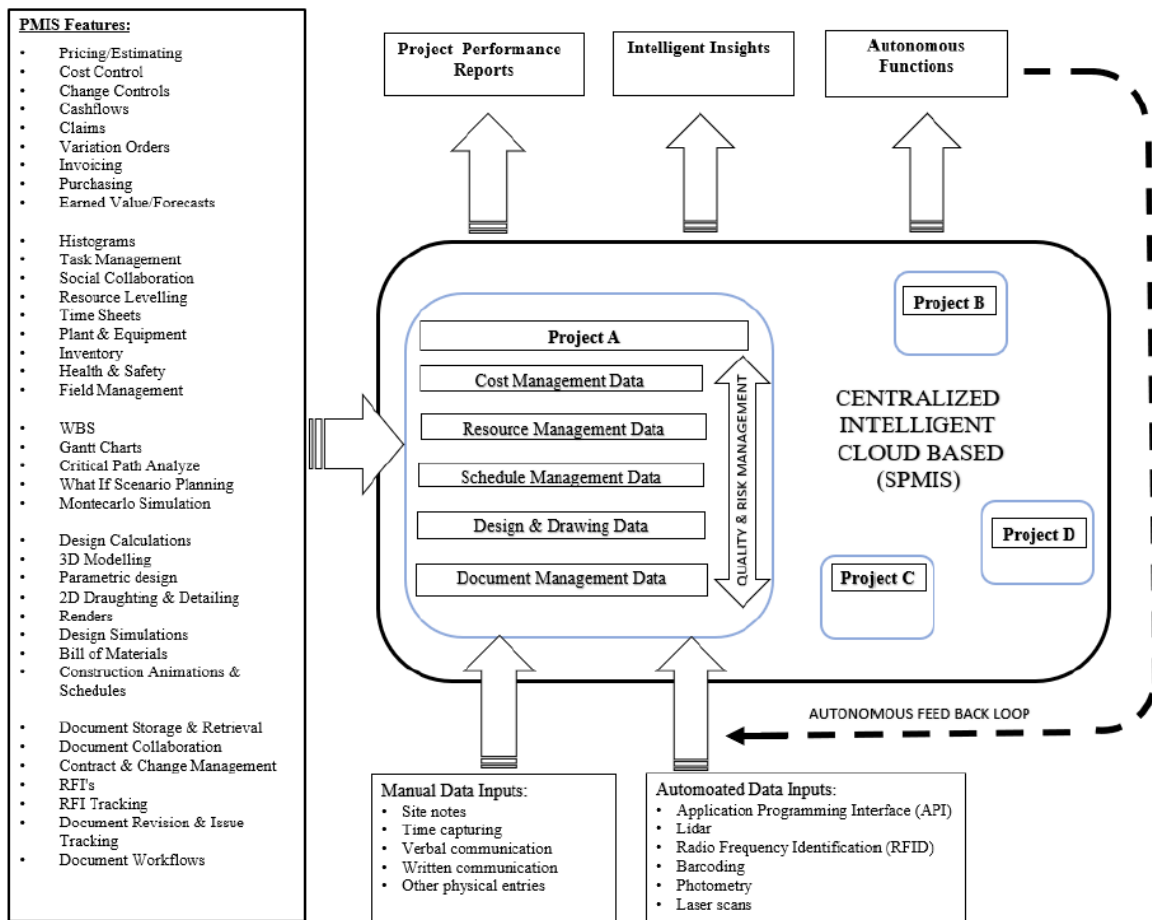 PMIS Features:
• Pricing/Estimating
• Cost Control
• Change Controls
• Cashflows
• Claims
• Variation Orders
• Invoicing
• Purchasing
• Earned Value/Forecasts
• Histograms
• Task Management
• Social Collaboration
• Resource Levelling
• Time Sheets
• Plant & Equipment
• Inventory
• Health & Safety
• Field Management
• WBS
• Gantt Charts
• Critical Path Analyze
• What If Scenario Planning
• Montecarlo Simulation
• Design Calculations
• 3D Modelling
• Parametric design
• 2D Draughting & Detailing
• Renders
• Design Simulations
• Bill of Materials
• Construction Animations &
Schedules
• Document Storage & Retrieval
• Document Collaboration
• Contract & Change Management
• RFI's
• RFI Tracking
• Document Revision & Issue
Tracking
• Document Workflows
Project Performance
Reports
Intelligent Insights
Autonomous
Functions
Project A
Cost Management Data
Resource Management Data
Schedule Management Data
Design & Drawing Data
Document Management Data
QUALITY & RISK MANAGEMENT
Project B
CENTRALIZED
INTELLIGENT
CLOUD BASED
(SPMIS)
Project D
Project C
AUTONOMOUS FEED BACK LOOP
Manual Data Inputs:
• Site notes
• Time capturing
• Verbal communication
• Written communication
• Other physical entries
Automoated Data Inputs:
• Application Programming Interface (API)
• Lidar
• Radio Frequency Identification (RFID)
• Barcoding
• Photometry
• Laser scans